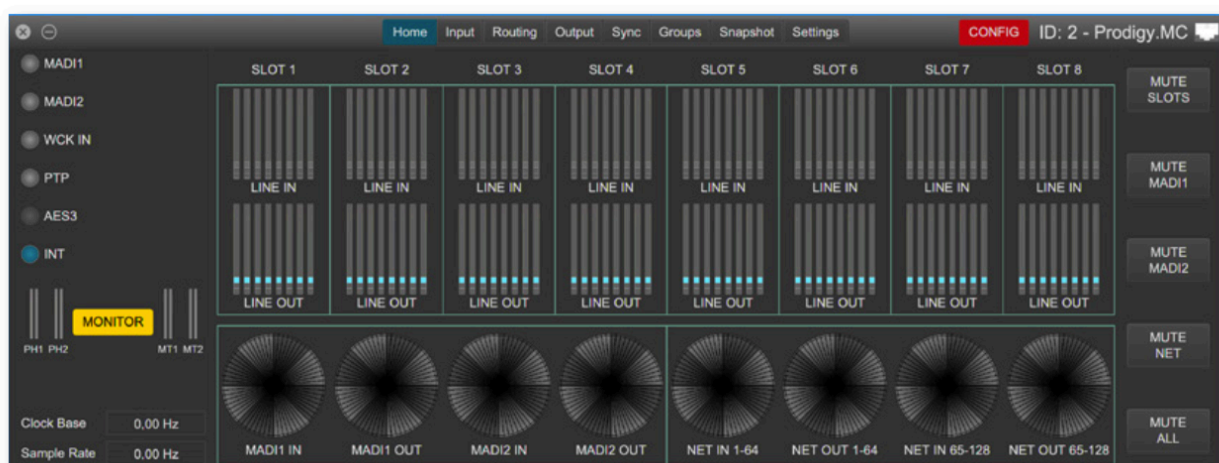 Home Input Routing Output Sync Groups Snapshot Settings CONFIG ID: 2 - Prodigy.MC
MADI1
MADI2
WCK IN
PTP
AES3
INT
MONITOR
PH1 PH2 MT1 MT2
Clock Base 0,00 Hz
Sample Rate 0,00 Hz
SLOT 1 SLOT 2 SLOT 3 SLOT 4 SLOT 5 SLOT 6 SLOT 7 SLOT 8
LINE IN LINE IN LINE IN LINE IN LINE IN LINE IN LINE IN LINE IN
LINE OUT LINE OUT LINE OUT LINE OUT LINE OUT LINE OUT LINE OUT LINE OUT
MADI1 IN MADI1 OUT MADI2 IN MADI2 OUT NET IN 1-64 NET OUT 1-64 NET IN 65-128 NET OUT 65-128
MUTE
SLOTS
MUTE
MADI1
MUTE
MADI2
MUTE
NET
MUTE
ALL